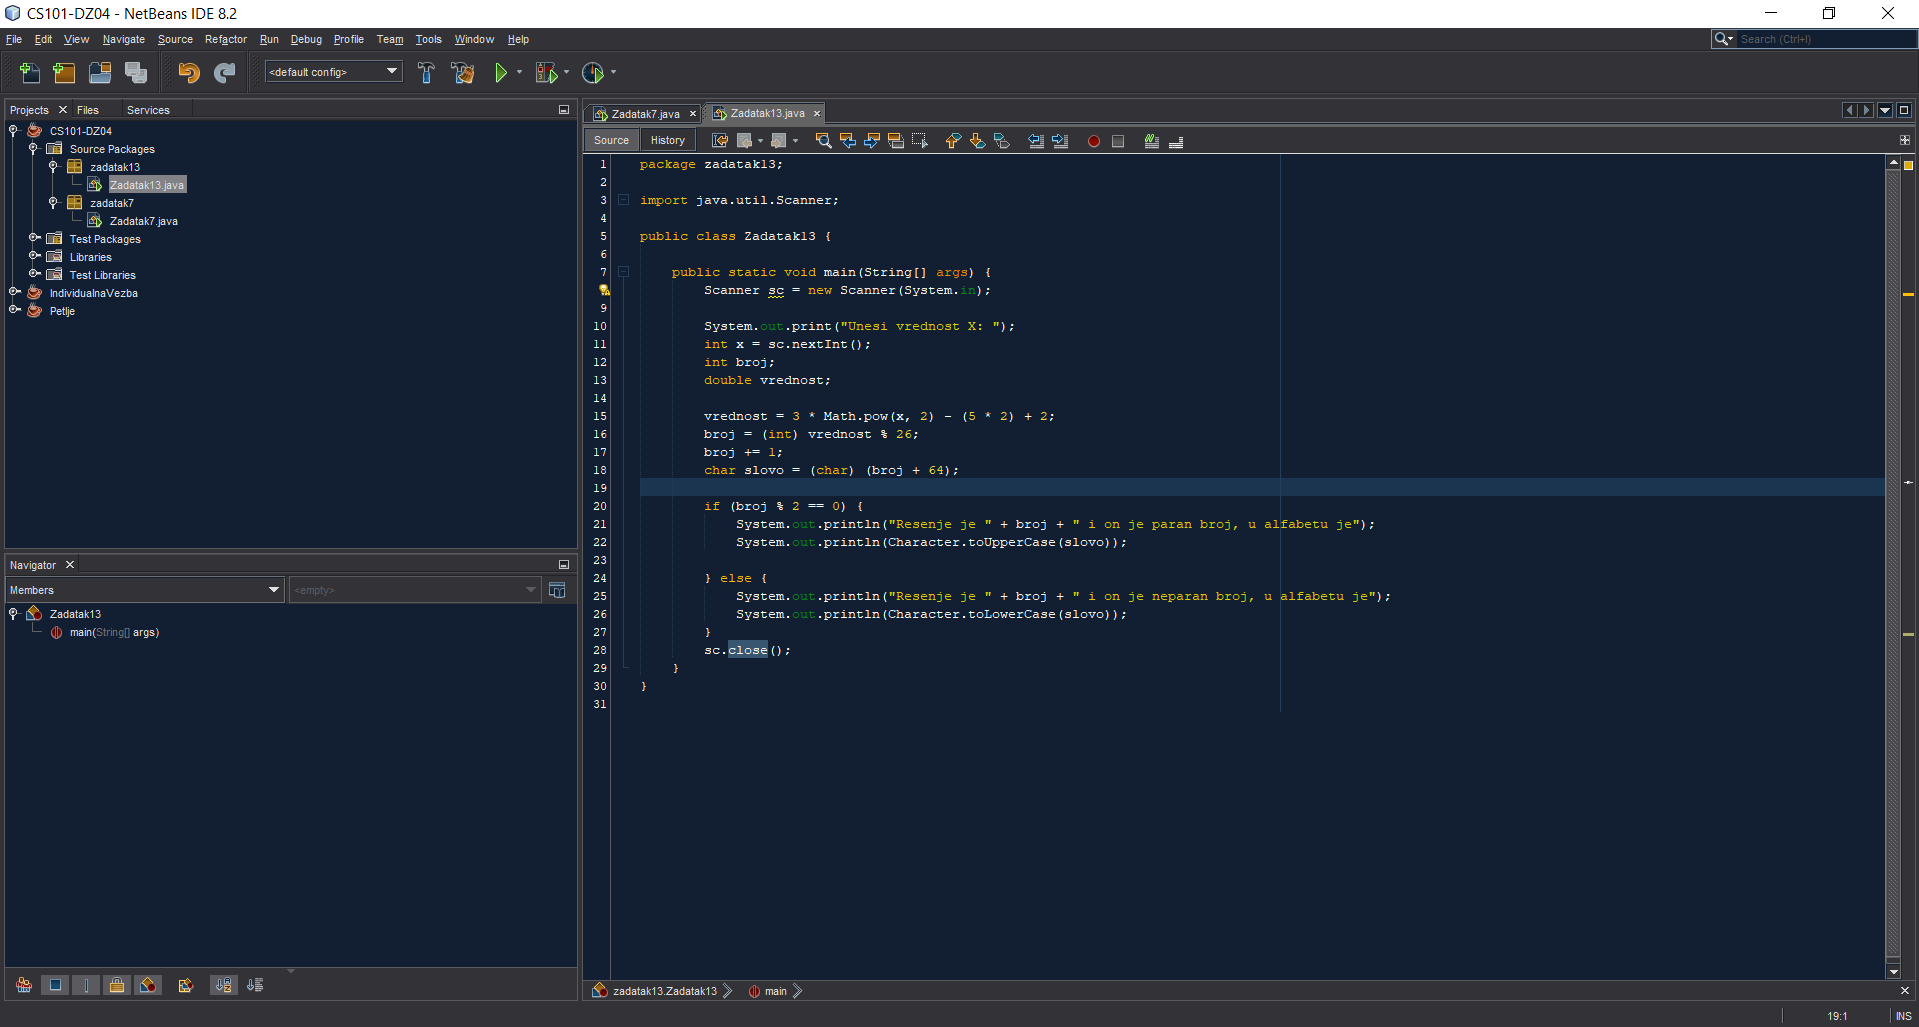 CS101-DZ04 - NetBeans IDE 8.2
File Edit View Navigate Source Refactor Run Debug Profile Team Tools Window Help
Search (Ctrl+I)
<default config>
Projects Files Services
CS101-DZ04
Source Packages
zadatak13
Zadatak13.java
zadatak7
Zadatak7.java
Test Packages
Libraries
Test Libraries
IndividualnaVezba
Petlje
Navigator
Members <empty>
Zadatak13
main(String[] args)
Zadatak7.java Zadatak13.java
Source History
1 package zadatak13;
2
3 import java.util.Scanner;
4
5 public class Zadatak13 {
6
7 public static void main(String[] args) {
Scanner sc = new Scanner(System.in);
9
10 System.out.print("Unesi vrednost X: ");
11 int x = sc.nextInt();
12 int broj;
13 double vrednost;
14
15 vrednost = 3 * Math.pow(x, 2) - (5 * 2) + 2;
16 broj = (int) vrednost % 26;
17 broj += 1;
18 char slovo = (char) (broj + 64);
19
20 if (broj % 2 == 0) {
21 System.out.println("Resenje je " + broj + " i on je paran broj, u alfabetu je");
22 System.out.println(Character.toUpperCase(slovo));
23
24 } else {
25 System.out.println("Resenje je " + broj + " i on je neparan broj, u alfabetu je");
26 System.out.println(Character.toLowerCase(slovo));
27 }
28 sc.close();
29 }
30 }
31
zadatak13.Zadatak13 main
19:1 INS